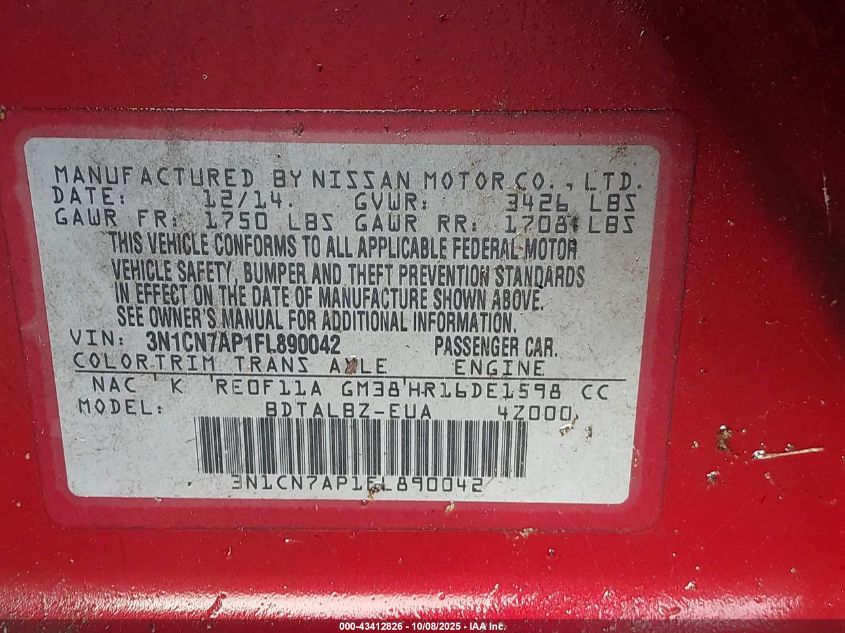 MANUFACTURED BY NISSAN MOTOR CO., LTD.
DATE: 12/14. GVWR: 3426 LBS
GAWR FR: 1750 LBS GAWR RR: 1708 LBS
THIS VEHICLE CONFORMS TO ALL APPLICABLE FEDERAL MOTOR
VEHICLE SAFETY, BUMPER AND THEFT PREVENTION STANDARDS
IN EFFECT ON THE DATE OF MANUFACTURE SHOWN ABOVE.
SEE OWNER'S MANUAL FOR ADDITIONAL INFORMATION.
VIN: 3N1CN7AP1FL890042 PASSENGER CAR.
COLOR TRIM TRANS AXLE ENGINE
NAC ' K 'RE0F11A GM38'HR16DE1598 CC
MODEL: BDTALBZ-EUA 4Z000
3N1CN7AP1FL890042
000-43412826 - 10/08/2025 - IAA Inc.